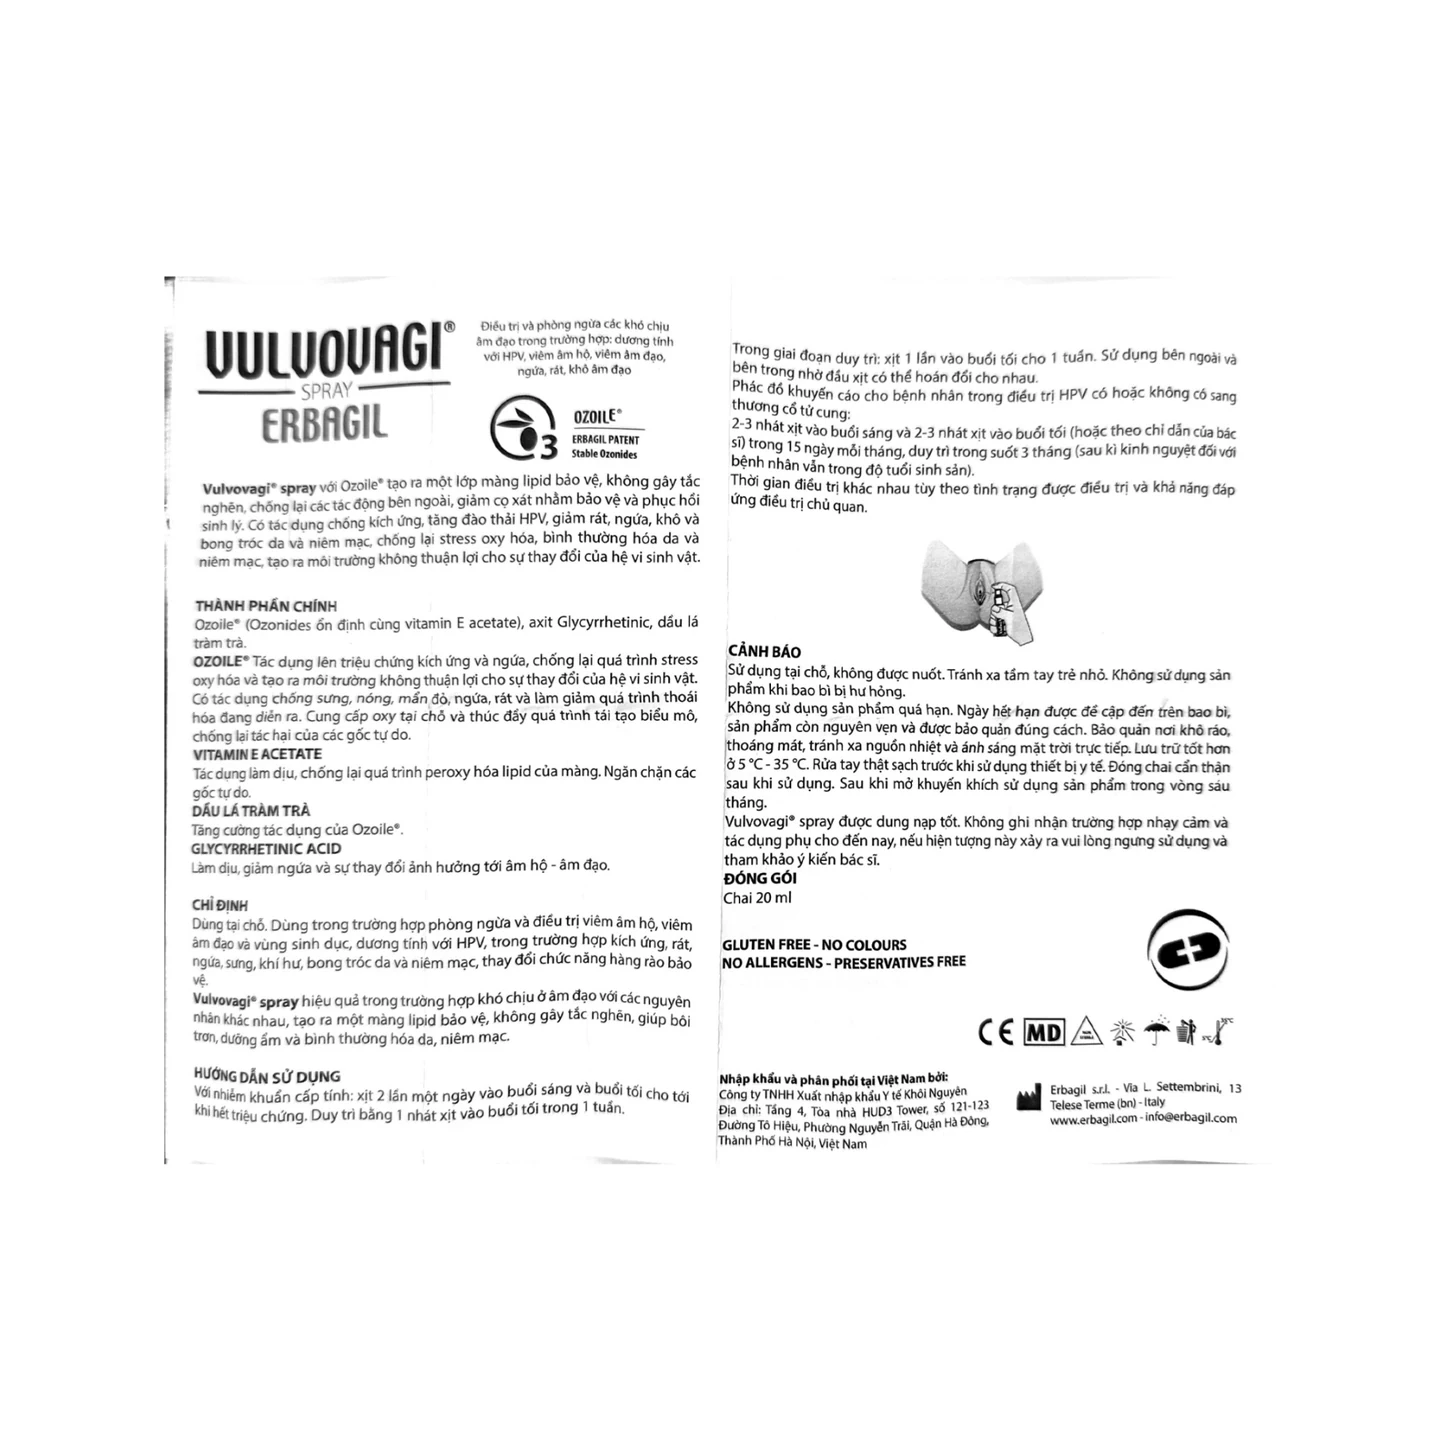 VULVOVAGI®
SPRAY
ERBAGIL
Điều trị và phòng ngừa các khó chịu
âm đạo trong trường hợp: dương tính
với HPV, viêm âm hộ, viêm âm đạo,
ngứa, rát, khô âm đạo
3
OZOILE®
ERBAGIL PATENT
Stable Ozonides
Vulvovagi® spray với Ozoile® tạo ra một lớp màng lipid bảo vệ, không gây tắc
nghẽn, chống lại các tác động bên ngoài, giảm cọ xát nhằm bảo vệ và phục hồi
sinh lý. Có tác dụng chống kích ứng, tăng đào thải HPV, giảm rát, ngứa, khô và
bong tróc da và niêm mạc, chống lại stress oxy hóa, bình thường hóa da và
niêm mạc, tạo ra môi trường không thuận lợi cho sự thay đổi của hệ vi sinh vật.
THÀNH PHẦN CHÍNH
Ozoile® (Ozonides ổn định cùng vitamin E acetate), axit Glycyrrhetinic, dầu lá
tràm trà.
OZOILE® Tác dụng lên triệu chứng kích ứng và ngứa, chống lại quá trình stress
oxy hóa và tạo ra môi trường không thuận lợi cho sự thay đổi của hệ vi sinh vật.
Có tác dụng chống sưng, nóng, mẩn đỏ, ngứa, rát và làm giảm quá trình thoái
hóa đang diễn ra. Cung cấp oxy tại chỗ và thúc đẩy quá trình tái tạo biểu mô,
chống lại tác hại của các gốc tự do.
VITAMIN E ACETATE
Tác dụng làm dịu, chống lại quá trình peroxy hóa lipid của màng. Ngăn chặn các
gốc tự do.
DẦU LÁ TRÀM TRÀ
Tăng cường tác dụng của Ozoile®.
GLYCYRRHETINIC ACID
Làm dịu, giảm ngứa và sự thay đổi ảnh hưởng tới âm hộ - âm đạo.
CHỈ ĐỊNH
Dùng tại chỗ. Dùng trong trường hợp phòng ngừa và điều trị viêm âm hộ, viêm
âm đạo và vùng sinh dục, dương tính với HPV, trong trường hợp kích ứng, rát,
ngứa, sưng, khí hư, bong tróc da và niêm mạc, thay đổi chức năng hàng rào bảo
vệ.
Vulvovagi® spray hiệu quả trong trường hợp khó chịu ở âm đạo với các nguyên
nhân khác nhau, tạo ra một màng lipid bảo vệ, không gây tắc nghẽn, giúp bôi
trơn, dưỡng ẩm và bình thường hóa da, niêm mạc.
HƯỚNG DẪN SỬ DỤNG
Với nhiễm khuẩn cấp tính: xịt 2 lần một ngày vào buổi sáng và buổi tối cho tới
khi hết triệu chứng. Duy trì bằng 1 nhát xịt vào buổi tối trong 1 tuần.
Trong giai đoạn duy trì: xịt 1 lần vào buổi tối cho 1 tuần. Sử dụng bên ngoài và
bên trong nhờ đầu xịt có thể hoán đổi cho nhau.
Phác đồ khuyến cáo cho bệnh nhân trong điều trị HPV có hoặc không có sang
thương cổ tử cung:
2-3 nhát xịt vào buổi sáng và 2-3 nhát xịt vào buổi tối (hoặc theo chỉ dẫn của bác
sĩ) trong 15 ngày mỗi tháng, duy trì trong suốt 3 tháng (sau kì kinh nguyệt đối với
bệnh nhân vẫn trong độ tuổi sinh sản).
Thời gian điều trị khác nhau tùy theo tình trạng được điều trị và khả năng đáp
ứng điều trị chủ quan.
CẢNH BÁO
Sử dụng tại chỗ, không được nuốt. Tránh xa tầm tay trẻ nhỏ. Không sử dụng sản
phẩm khi bao bì bị hư hỏng.
Không sử dụng sản phẩm quá hạn. Ngày hết hạn được đề cập đến trên bao bì,
sản phẩm còn nguyên vẹn và được bảo quản đúng cách. Bảo quản nơi khô ráo,
thoáng mát, tránh xa nguồn nhiệt và ánh sáng mặt trời trực tiếp. Lưu trữ tốt hơn
ở 5 °C - 35 °C. Rửa tay thật sạch trước khi sử dụng thiết bị y tế. Đóng chai cẩn thận
sau khi sử dụng. Sau khi mở khuyến khích sử dụng sản phẩm trong vòng sáu
tháng.
Vulvovagi® spray được dung nạp tốt. Không ghi nhận trường hợp nhạy cảm và
tác dụng phụ cho đến nay, nếu hiện tượng này xảy ra vui lòng ngưng sử dụng và
tham khảo ý kiến bác sĩ.
ĐÓNG GÓI
Chai 20 ml
GLUTEN FREE - NO COLOURS
NO ALLERGENS - PRESERVATIVES FREE
CE MD 5°C 35°C
Nhập khẩu và phân phối tại Việt Nam bởi:
Công ty TNHH Xuất nhập khẩu Y tế Khôi Nguyên
Địa chỉ: Tầng 4, Tòa nhà HUD3 Tower, số 121-123
Đường Tô Hiệu, Phường Nguyễn Trãi, Quận Hà Đông,
Thành Phố Hà Nội, Việt Nam
Erbagil s.r.l. - Via L. Settembrini, 13
Telese Terme (bn) - Italy
www.erbagil.com - info@erbagil.com